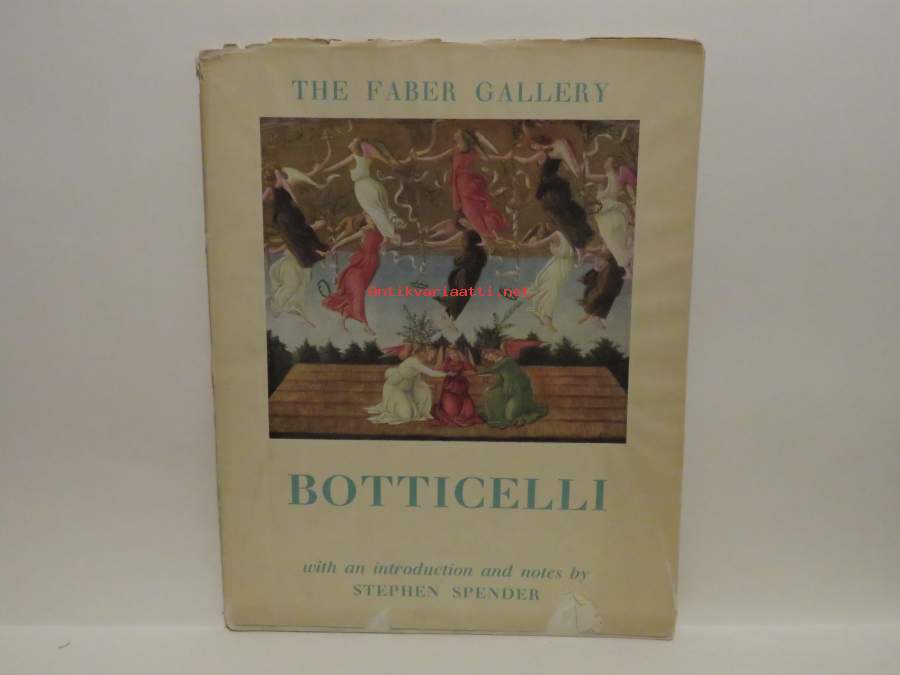 THE FABER GALLERY
antikvariaatti.net
BOTTICELLI
with an introduction and notes by
STEPHEN SPENDER